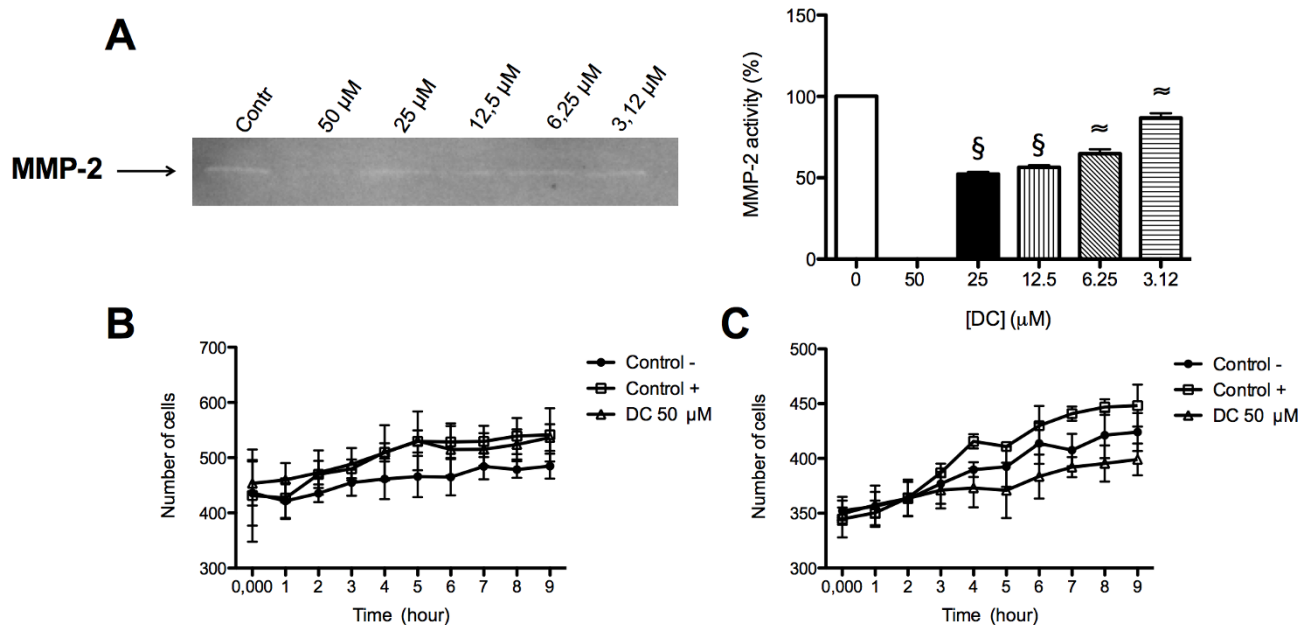 A
Contr
50 µM
25 µM
12,5 µM
6,25 µM
3,12 µM
MMP-2
MMP-2 activity (%)
150
100
50
0
§
§
≈
≈
0
50
25
12.5
6.25
3.12
[DC] (µM)
B
Number of cells
700
600
500
400
300
0,000 1 2 3 4 5 6 7 8 9
Time (hour)
Control -
Control +
DC 50 µM
C
Number of cells
500
450
400
350
300
0,000 1 2 3 4 5 6 7 8 9
Time (hour)
Control -
Control +
DC 50 µM